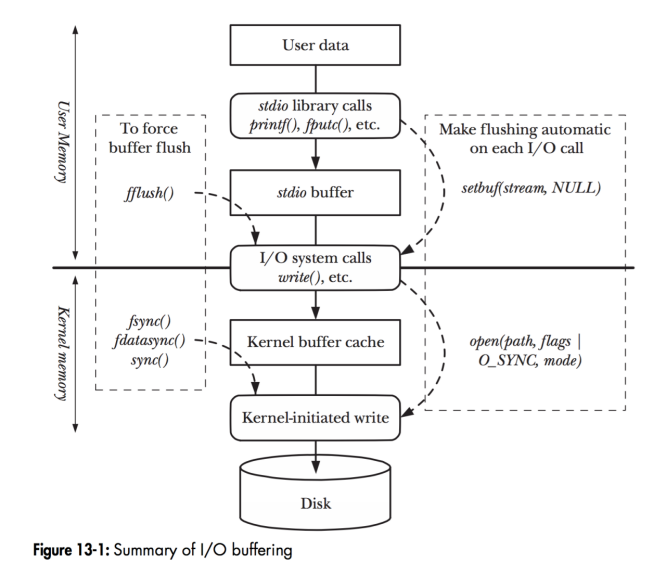 User data
stdio library calls
printf(), fputc(), etc.
To force
buffer flush
Make flushing automatic
on each I/O call
User Memory
fflush()
stdio buffer
setbuf(stream, NULL)
I/O system calls
write(), etc.
Kernel memory
fsync()
fdatasync()
sync()
Kernel buffer cache
open(path, flags |
O_SYNC, mode)
Kernel-initiated write
Disk
Figure 13-1: Summary of I/O buffering